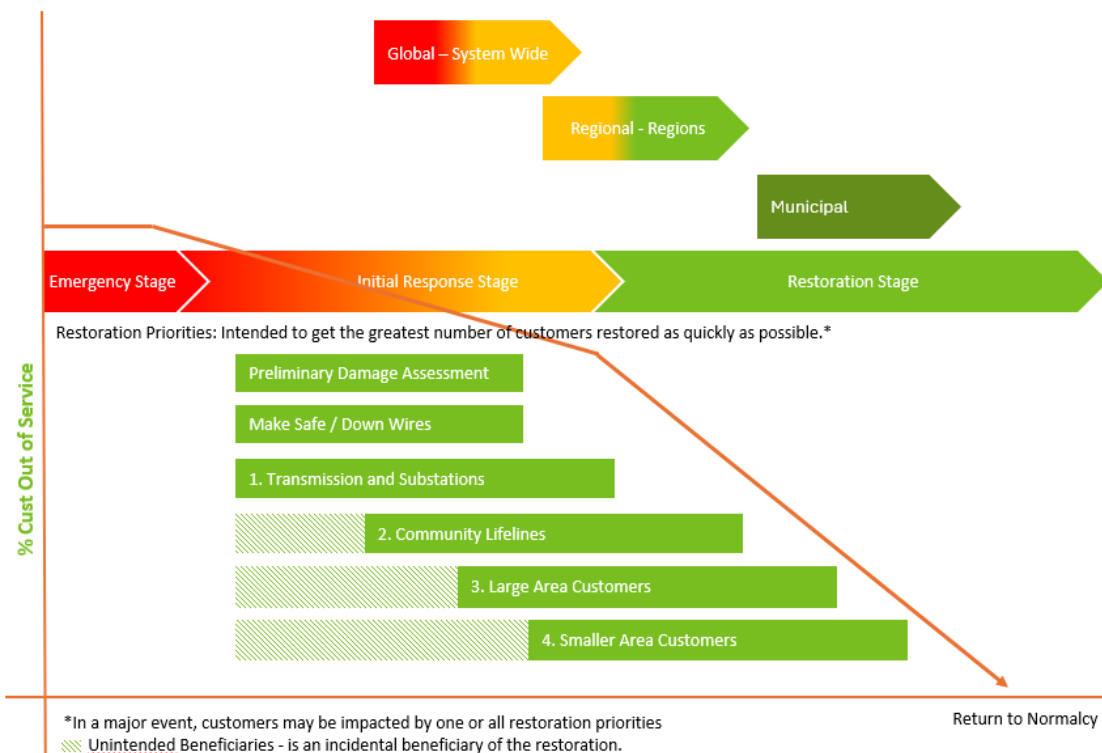 Global – System Wide
Regional - Regions
Municipal
Emergency Stage
Initial Response Stage
Restoration Stage
Restoration Priorities: Intended to get the greatest number of customers restored as quickly as possible.*
% Cust Out of Service
Preliminary Damage Assessment
Make Safe / Down Wires
1. Transmission and Substations
2. Community Lifelines
3. Large Area Customers
4. Smaller Area Customers
*In a major event, customers may be impacted by one or all restoration priorities
Return to Normalcy
Unintended Beneficiaries - is an incidental beneficiary of the restoration.